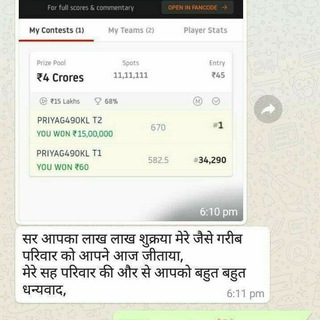 For full scores & commentary OPEN IN FANCODE
My Contests (1) My Teams (2) Player Stats
Prize Pool Spots Entry
₹4 Crores 11,11,111 ₹45
₹15 Lakhs 68% M
PRIYAG490KL T2 670 #1
YOU WON ₹15,00,000
PRIYAG490KL T1 582.5 #34,290
YOU WON ₹60
6:10 pm
सर आपका लाख लाख शुक्रया मेरे जैसे गरीब
परिवार को आपने आज जीताया,
मेरे सह परिवार की और से आपको बहुत बहुत
धन्यवाद,
6:11 pm